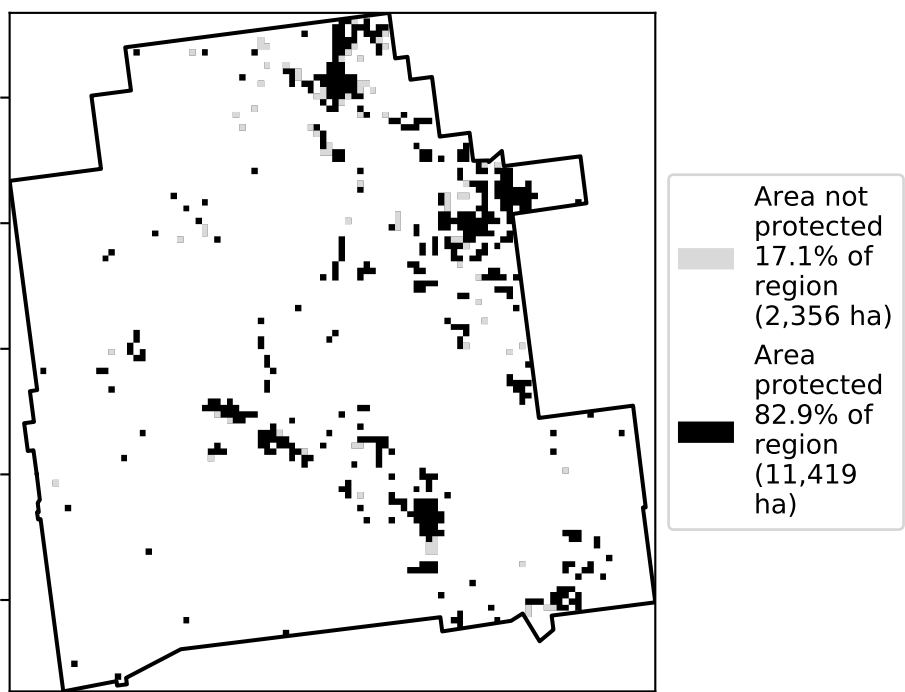 Area not
protected
17.1% of
region
(2,356 ha)
Area
protected
82.9% of
region
(11,419
ha)